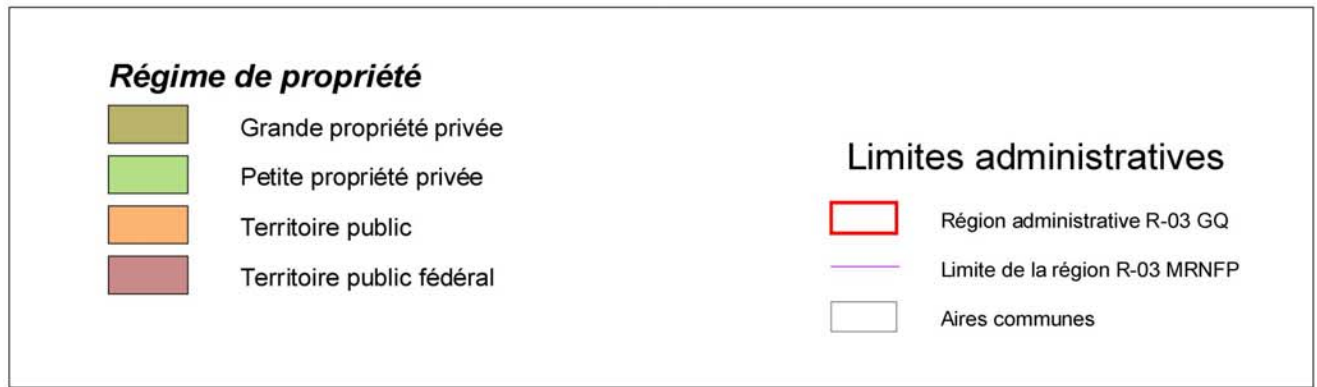 Régime de propriété
Grande propriété privée
Petite propriété privée
Territoire public
Territoire public fédéral
Limites administratives
Région administrative R-03 GQ
Limite de la région R-03 MRNFP
Aires communes